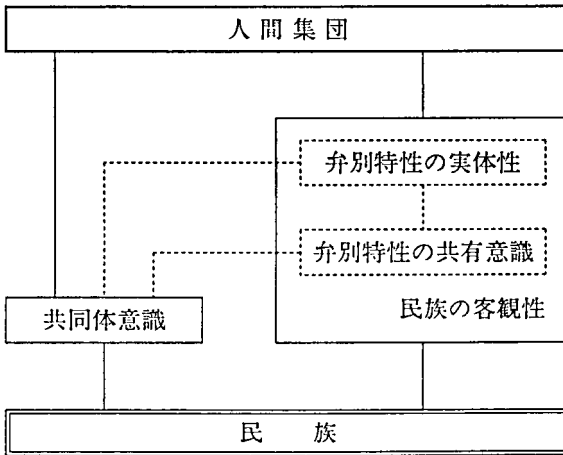 人間集団
弁別特性の実体性
弁別特性の共有意識
民族の客観性
共同体意識
民族